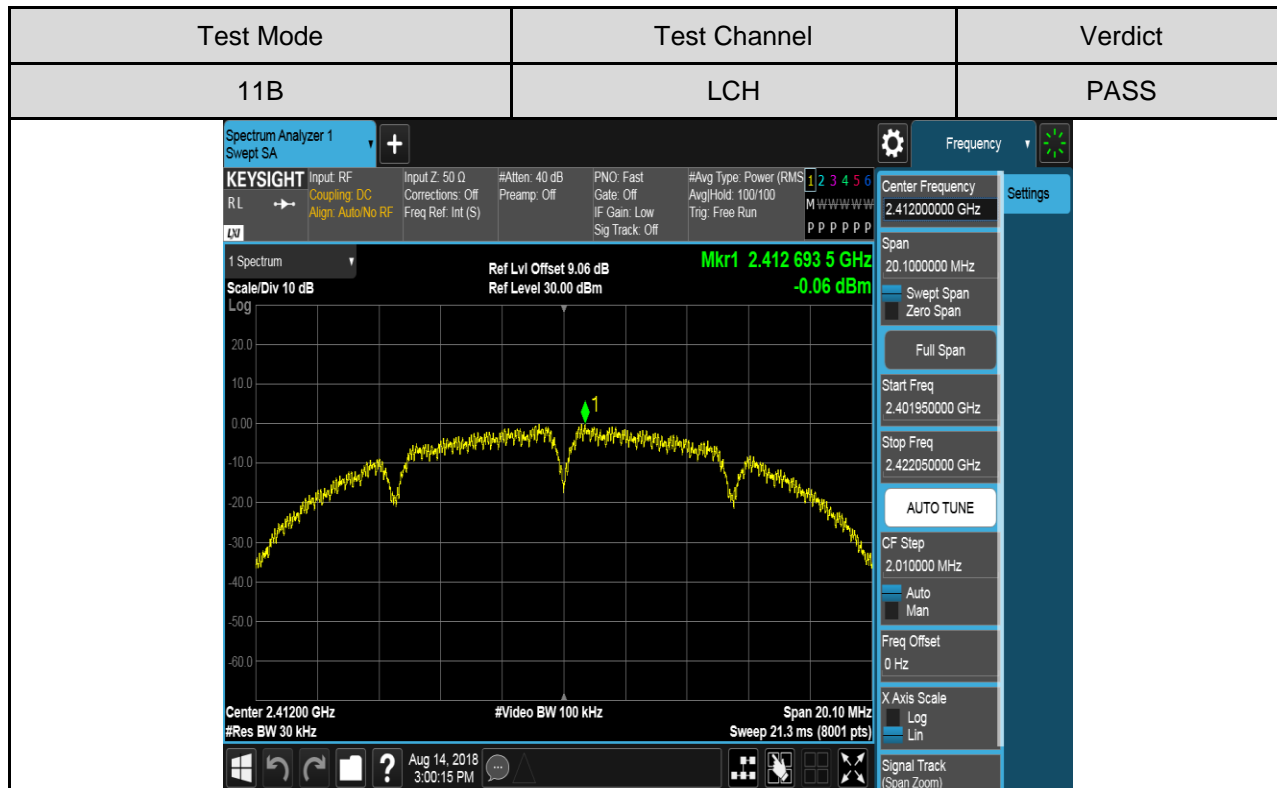 Test Mode Test Channel Verdict
11B LCH PASS
Spectrum Analyzer 1
Swept SA
+
Frequency
KEYSIGHT
R L
LXI
Input: RF
Coupling: DC
Align: Auto/No RF
Input Z: 50 Ω
Corrections: Off
Freq Ref: Int (S)
#Atten: 40 dB
Preamp: Off
PNO: Fast
Gate: Off
IF Gain: Low
Sig Track: Off
#Avg Type: Power (RMS
Avg|Hold: 100/100
Trig: Free Run
1 2 3 4 5 6
M W W W W W
P P P P P P
1 Spectrum
Scale/Div 10 dB
Ref Lvl Offset 9.06 dB
Ref Level 30.00 dBm
Mkr1 2.412 693 5 GHz
-0.06 dBm
Log
20.0
10.0
0.00
-10.0
-20.0
-30.0
-40.0
-50.0
-60.0
1
Center 2.41200 GHz
#Res BW 30 kHz
#Video BW 100 kHz
Span 20.10 MHz
Sweep 21.3 ms (8001 pts)
?
Aug 14, 2018
3:00:15 PM
Center Frequency
2.412000000 GHz
Settings
Span
20.1000000 MHz
Swept Span
Zero Span
Full Span
Start Freq
2.401950000 GHz
Stop Freq
2.422050000 GHz
AUTO TUNE
CF Step
2.010000 MHz
Auto
Man
Freq Offset
0 Hz
X Axis Scale
Log
Lin
Signal Track
(Span Zoom)